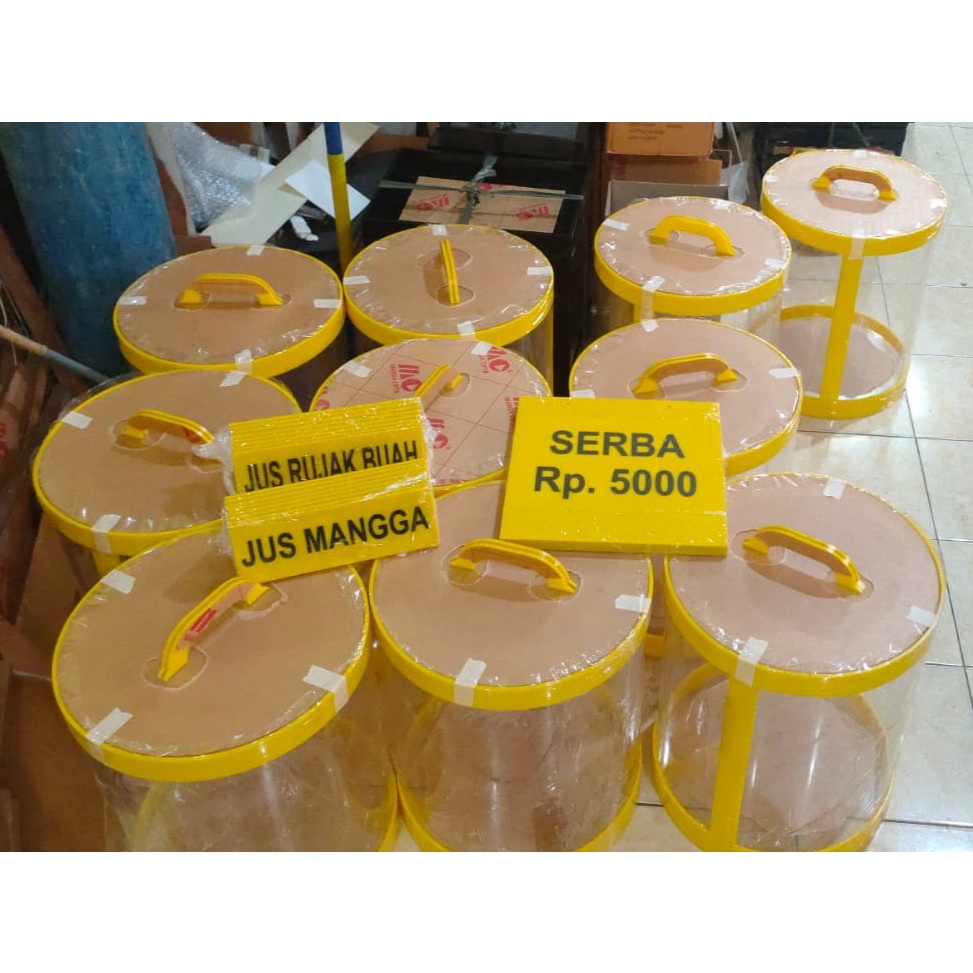 JUS RUJAK BUAH
JUS MANGGA
SERBA
Rp. 5000